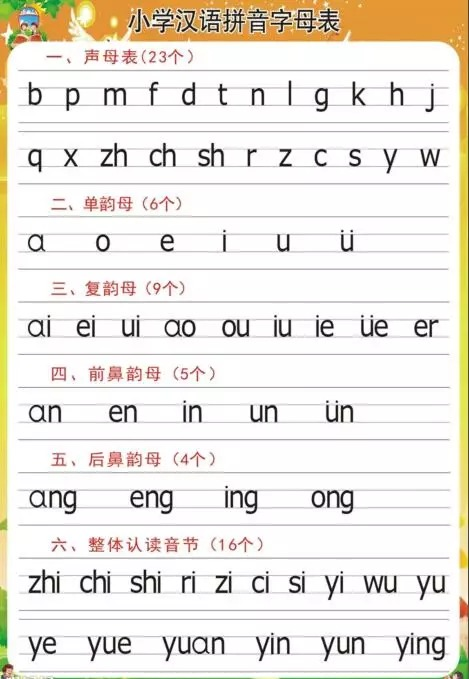 小学汉语拼音字母表
一、声母表(23个)
b p m f d t n l g k h j
q x zh ch sh r z c s y w
二、单韵母（6个）
ɑ o e i u ü
三、复韵母（9个）
ɑi ei ui ɑo ou iu ie üe er
四、前鼻韵母（5个）
ɑn en in un ün
五、后鼻韵母（4个）
ɑng eng ing ong
六、整体认读音节（16个）
zhi chi shi ri zi ci si yi wu yu
ye yue yuɑn yin yun ying